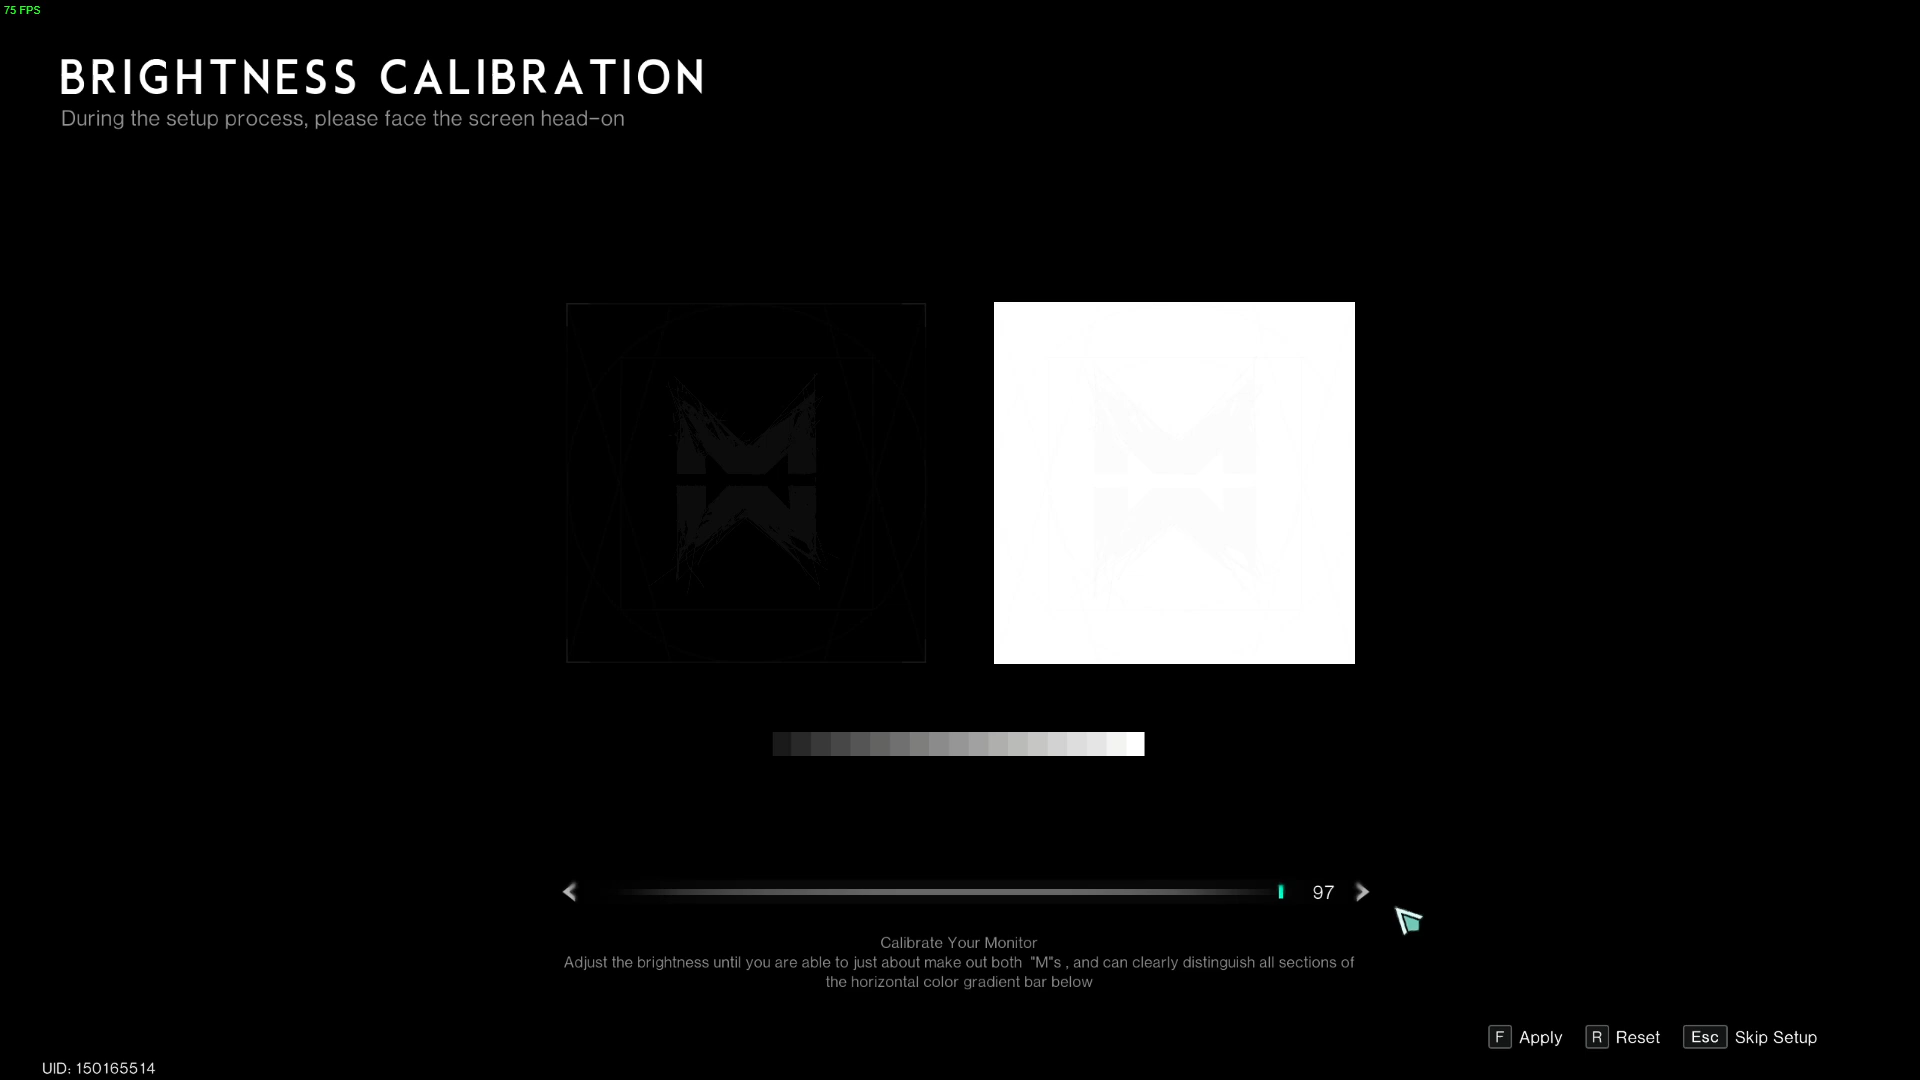 75 FPS
BRIGHTNESS CALIBRATION
During the setup process, please face the screen head-on
97
Calibrate Your Monitor
Adjust the brightness until you are able to just about make out both "M"s , and can clearly distinguish all sections of
the horizontal color gradient bar below
F Apply R Reset Esc Skip Setup
UID: 150165514